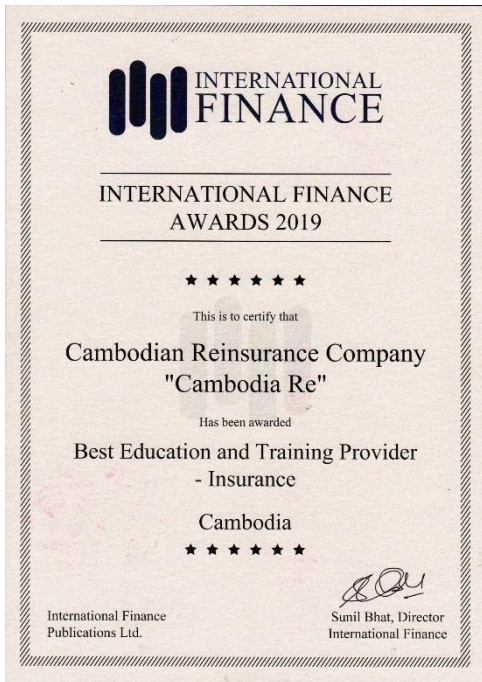 INTERNATIONAL
FINANCE
INTERNATIONAL FINANCE
AWARDS 2019
This is to certify that
Cambodian Reinsurance Company
"Cambodia Re"
Has been awarded
Best Education and Training Provider
- Insurance
Cambodia
International Finance
Publications Ltd.
Sunil Bhat, Director
International Finance